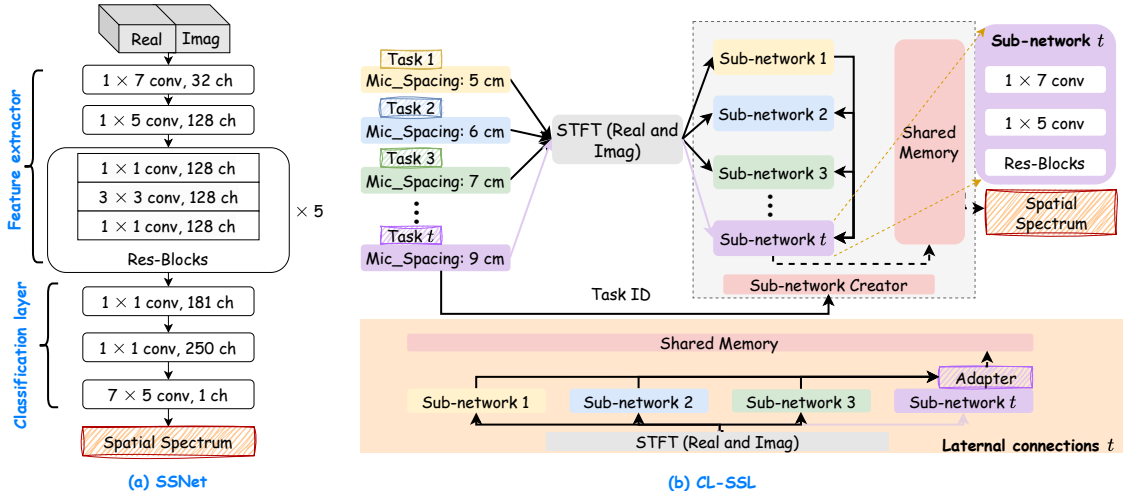 Real
Imag
1 × 7 conv, 32 ch
1 × 5 conv, 128 ch
1 × 1 conv, 128 ch
3 × 3 conv, 128 ch
1 × 1 conv, 128 ch
Res-Blocks
× 5
1 × 1 conv, 181 ch
1 × 1 conv, 250 ch
7 × 5 conv, 1 ch
Spatial Spectrum
Feature extractor
Classification layer
(a) SSNet
Task 1
Mic_Spacing: 5 cm
Task 2
Mic_Spacing: 6 cm
Task 3
Mic_Spacing: 7 cm
Task t
Mic_Spacing: 9 cm
STFT (Real and
Imag)
Sub-network 1
Sub-network 2
Sub-network 3
Sub-network t
Shared
Memory
Sub-network Creator
Task ID
Sub-network t
1 × 7 conv
1 × 5 conv
Res-Blocks
Spatial
Spectrum
Shared Memory
Adapter
Sub-network 1
Sub-network 2
Sub-network 3
Sub-network t
STFT (Real and Imag)
Laternal connections t
(b) CL-SSL